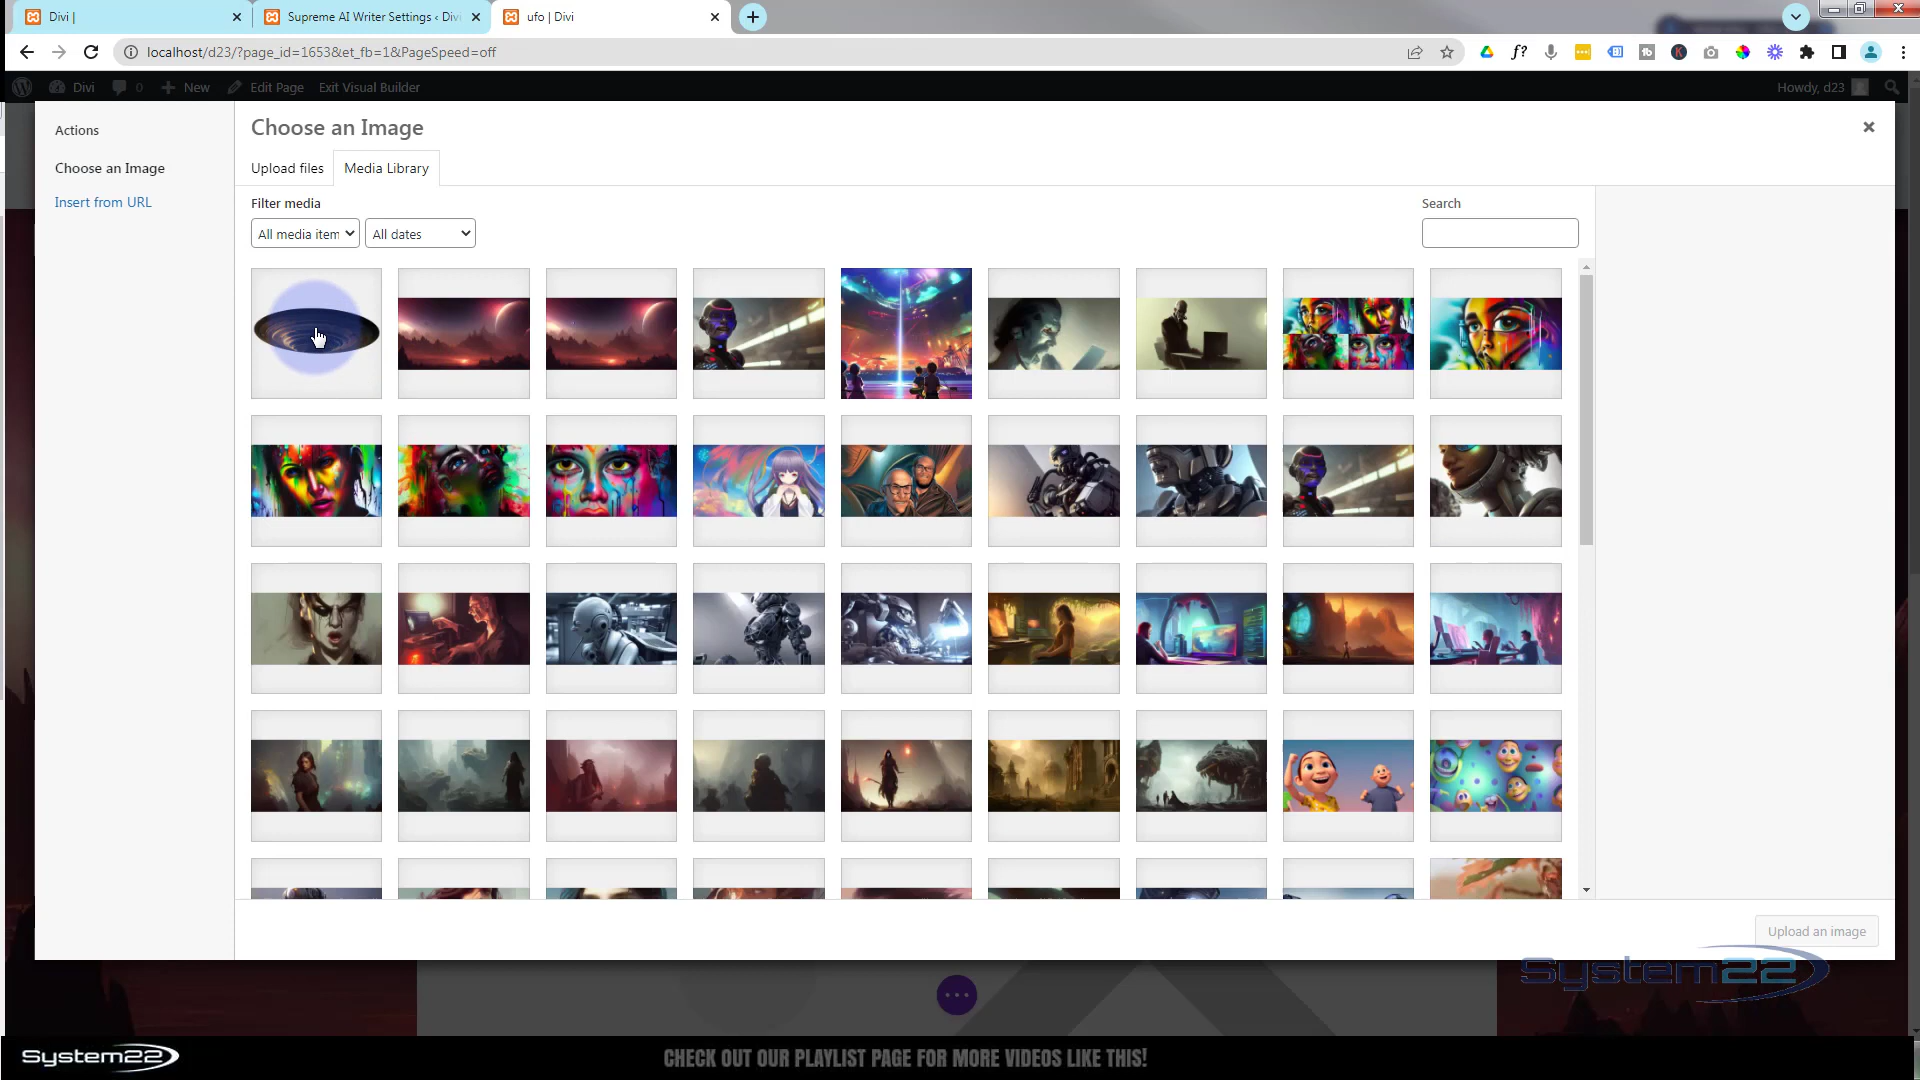 Divi |
Supreme AI Writer Settings ‹ Divi
ufo | Divi
localhost/d23/?page_id=1653&et_fb=1&PageSpeed=off
Divi
0
New
Edit Page
Exit Visual Builder
Howdy, d23
Actions
Choose an Image
Insert from URL
Choose an Image
Upload files
Media Library
Filter media
All media item
All dates
Search
Upload an image
System22
System22
CHECK OUT OUR PLAYLIST PAGE FOR MORE VIDEOS LIKE THIS!